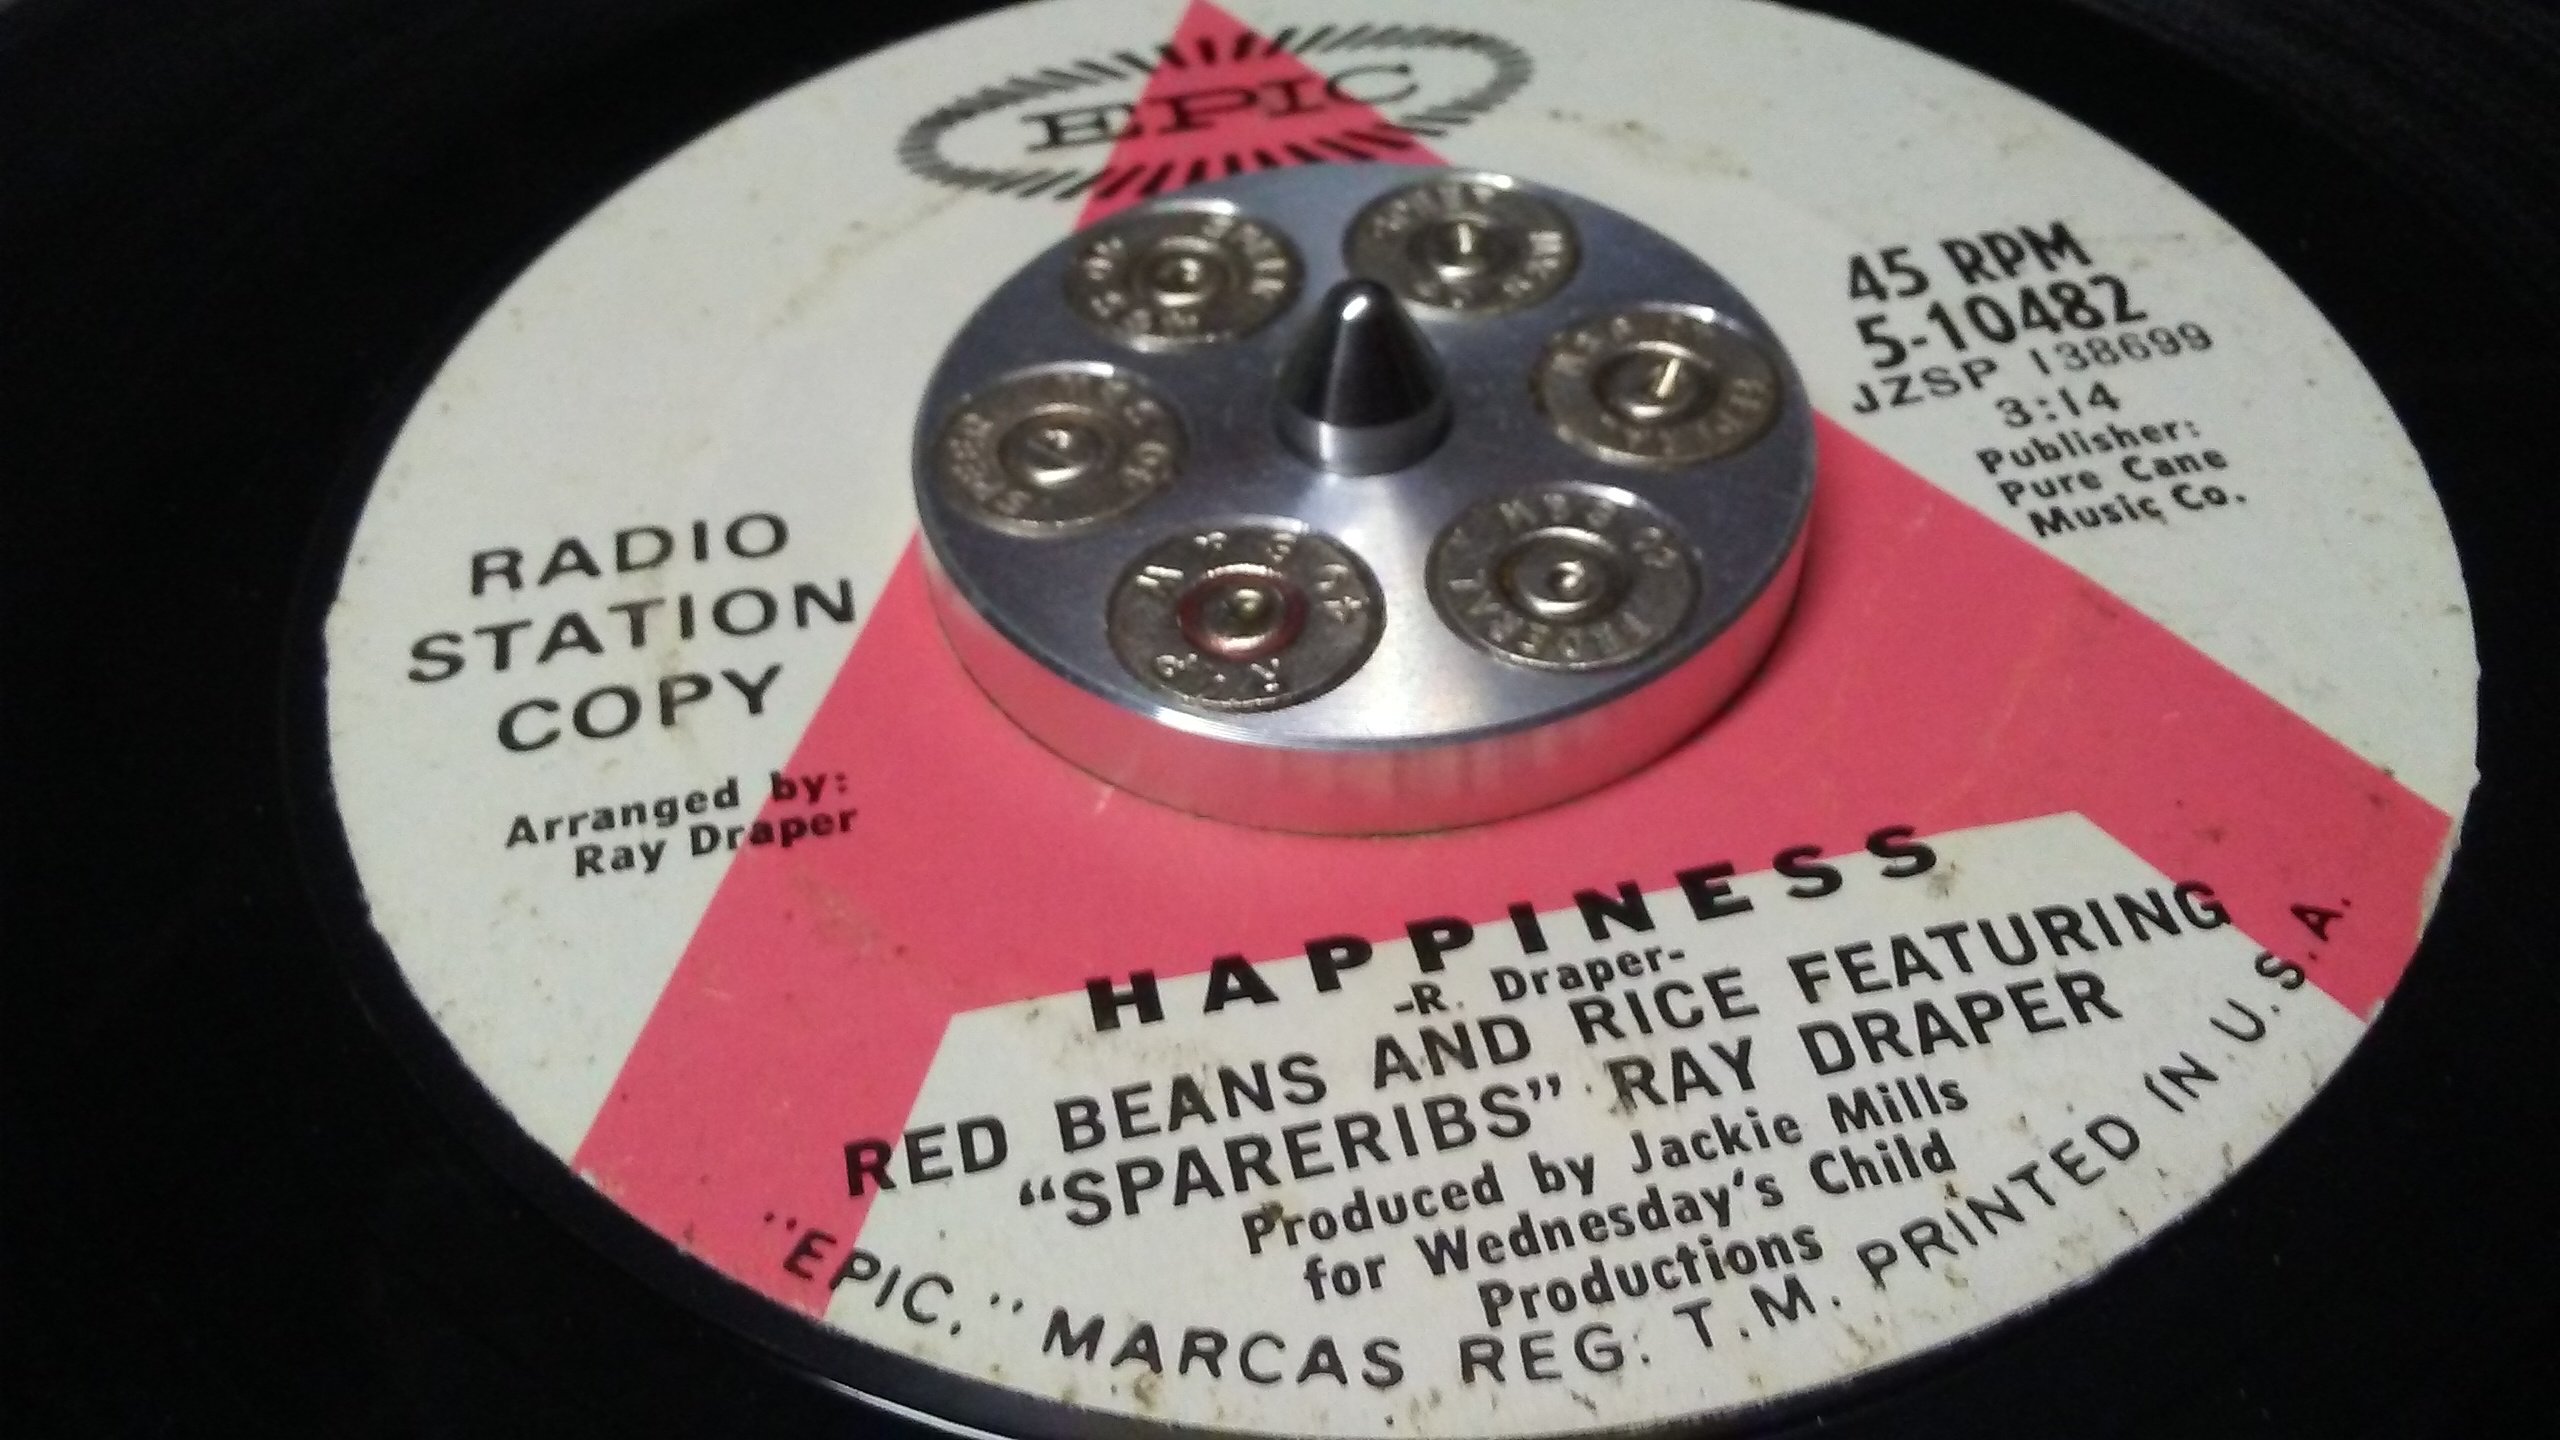 EPIC
45 RPM
5-10482
JZSP 138699
3:14
Publisher:
Pure Cane
Music Co.
RADIO
STATION
COPY
Arranged by:
Ray Draper
HAPPINESS
-R. Draper-
RED BEANS AND RICE FEATURING
“SPARERIBS” RAY DRAPER
Produced by Jackie Mills
for Wednesday's Child
Productions
"EPIC," MARCAS REG. T.M. PRINTED IN U.S.A.